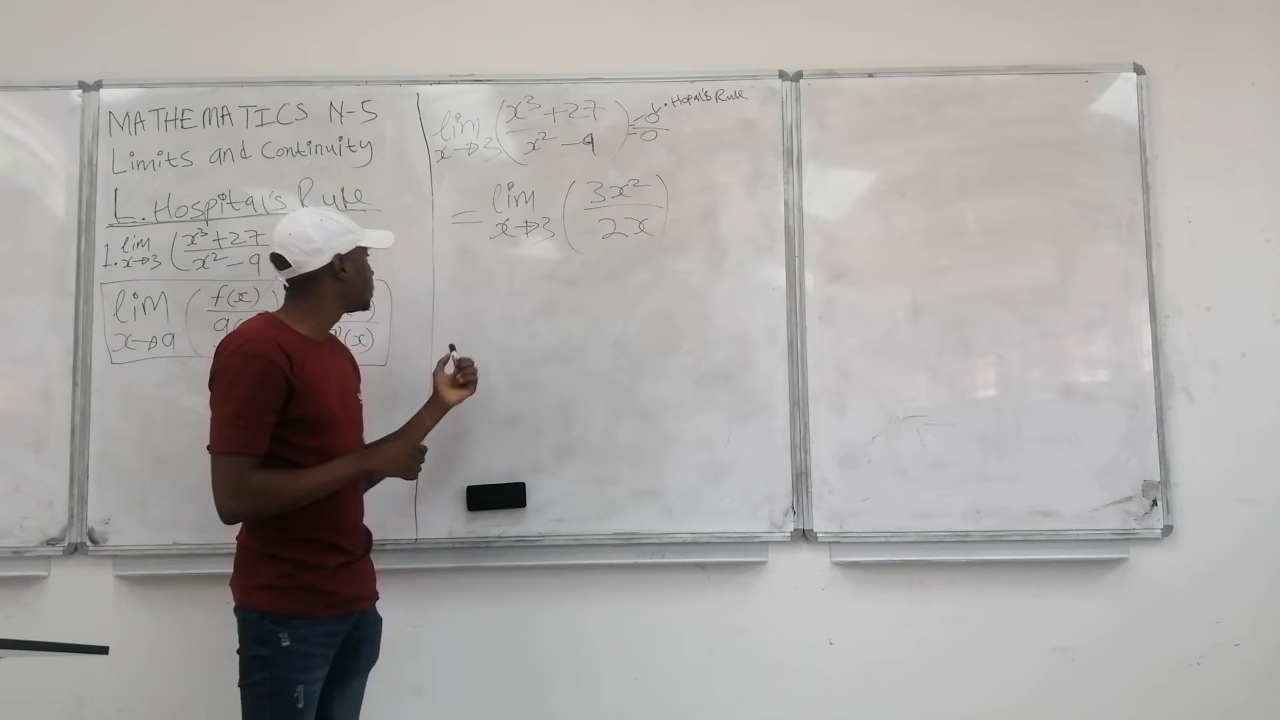 MATHEMATICS N-5
Limits and Continuity
L. Hospital's Rule
1. lim x→3 (x³+27 / x²-9
lim x→a (f(x) / g( (x)
lim x→3 (x³+27 / x²-9) = 0/0 · Hopai's Rule
= lim x→3 (3x² / 2x)